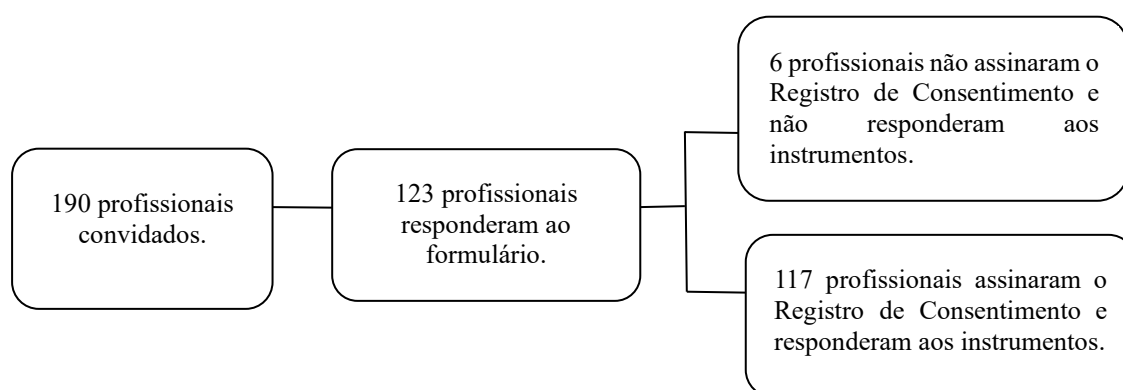 190 profissionais
convidados.
123 profissionais
responderam ao
formulário.
6 profissionais não assinaram o
Registro de Consentimento e
não responderam aos
instrumentos.
117 profissionais assinaram o
Registro de Consentimento e
responderam aos instrumentos.